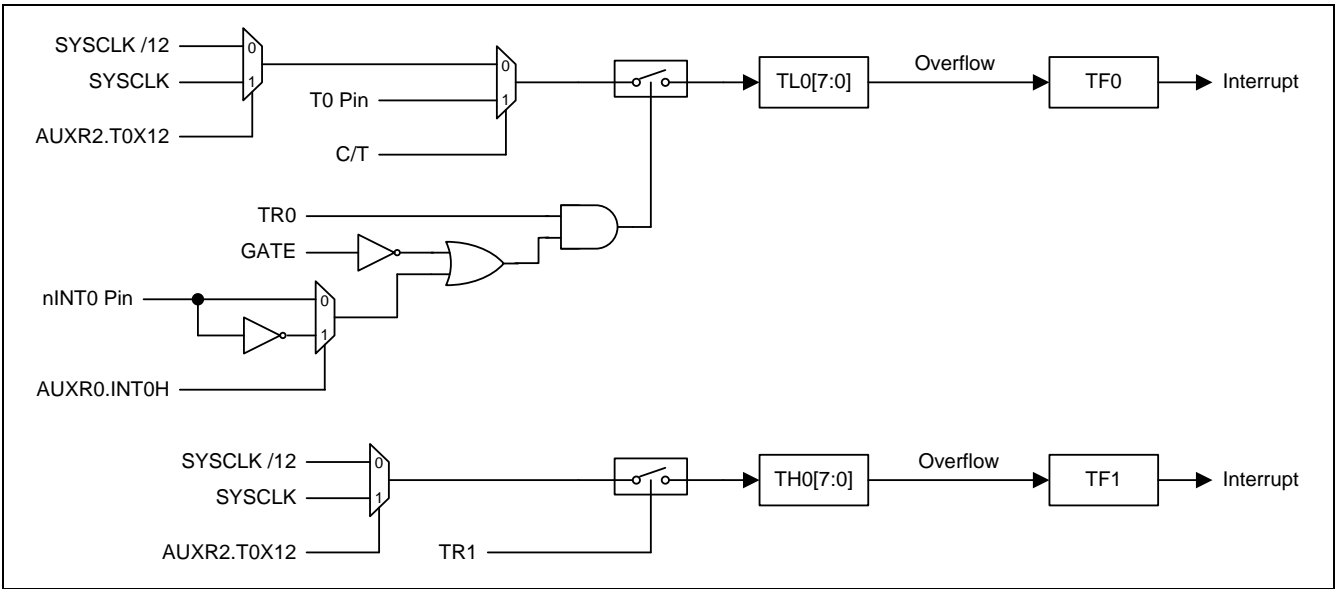 SYSCLK /12
0
SYSCLK
1
AUXR2.T0X12
T0 Pin
0
1
C/T
TL0[7:0]
Overflow
TF0
Interrupt
TR0
GATE
nINT0 Pin
0
1
AUXR0.INT0H
SYSCLK /12
0
SYSCLK
1
AUXR2.T0X12
TR1
TH0[7:0]
Overflow
TF1
Interrupt